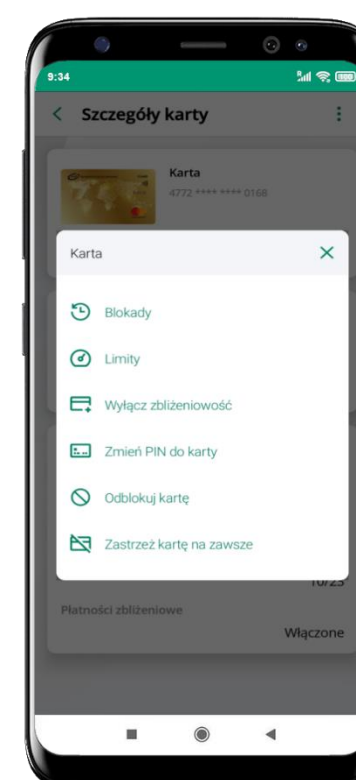 9:34
Szczegóły karty
Karta
4772 **** **** 0168
Karta
Blokady
Limity
Wyłącz zbliżeniowość
Zmień PIN do karty
Odblokuj kartę
Zastrzeż kartę na zawsze
10/25
Płatności zbliżeniowe
Włączone